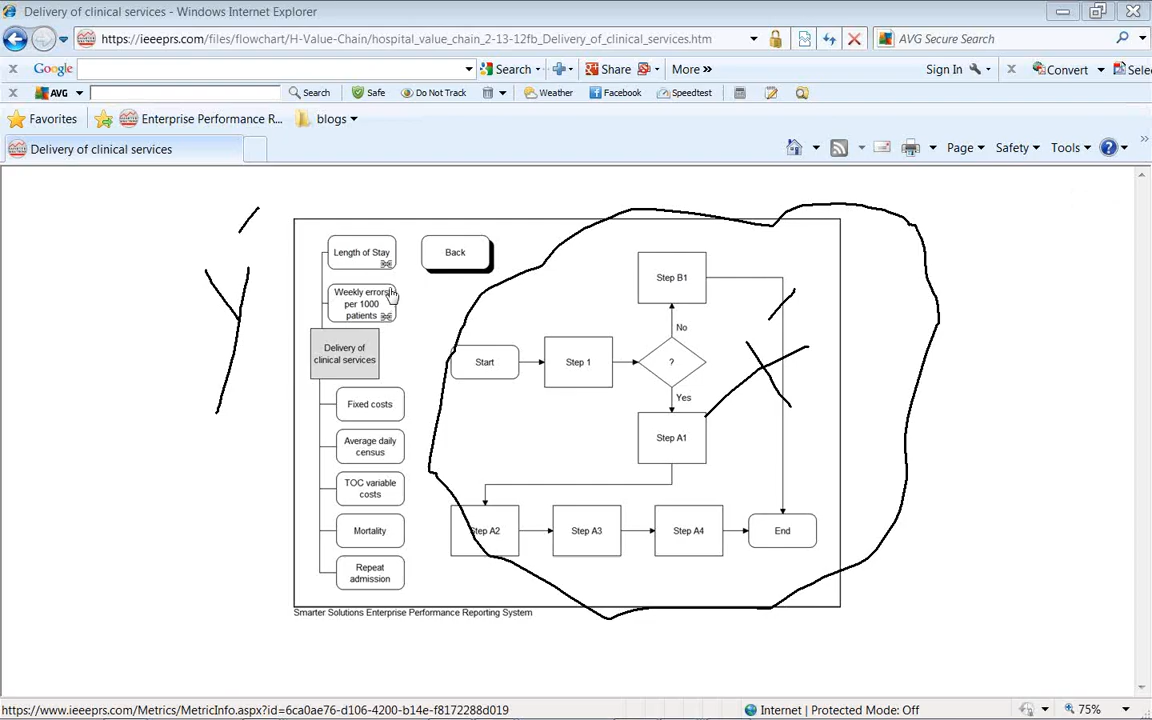 Delivery of clinical services - Windows Internet Explorer
https://ieeeprs.com/files/flowchart/H-Value-Chain/hospital_value_chain_2-13-12fb_Delivery_of_clinical_services.htm
AVG Secure Search
X Google
Search
Share
More »
Sign In
x
Convert
Selec
X AVG
Search
Safe
Do Not Track
Weather
Facebook
Speedtest
Favorites
Enterprise Performance R...
blogs
Delivery of clinical services
Page
Safety
Tools
»
Y'
Length of Stay
Back
Weekly errors
per 1000
patients
Delivery of
clinical services
Fixed costs
Average daily
census
TOC variable
costs
Mortality
Repeat
admission
Step B1
No
Start
Step 1
?
Yes
X'
Step A1
Step A2
Step A3
Step A4
End
Smarter Solutions Enterprise Performance Reporting System
https://www.ieeeprs.com/Metrics/MetricInfo.aspx?id=6ca0ae76-d106-4200-b14e-f8172288d019
Internet | Protected Mode: Off
75%